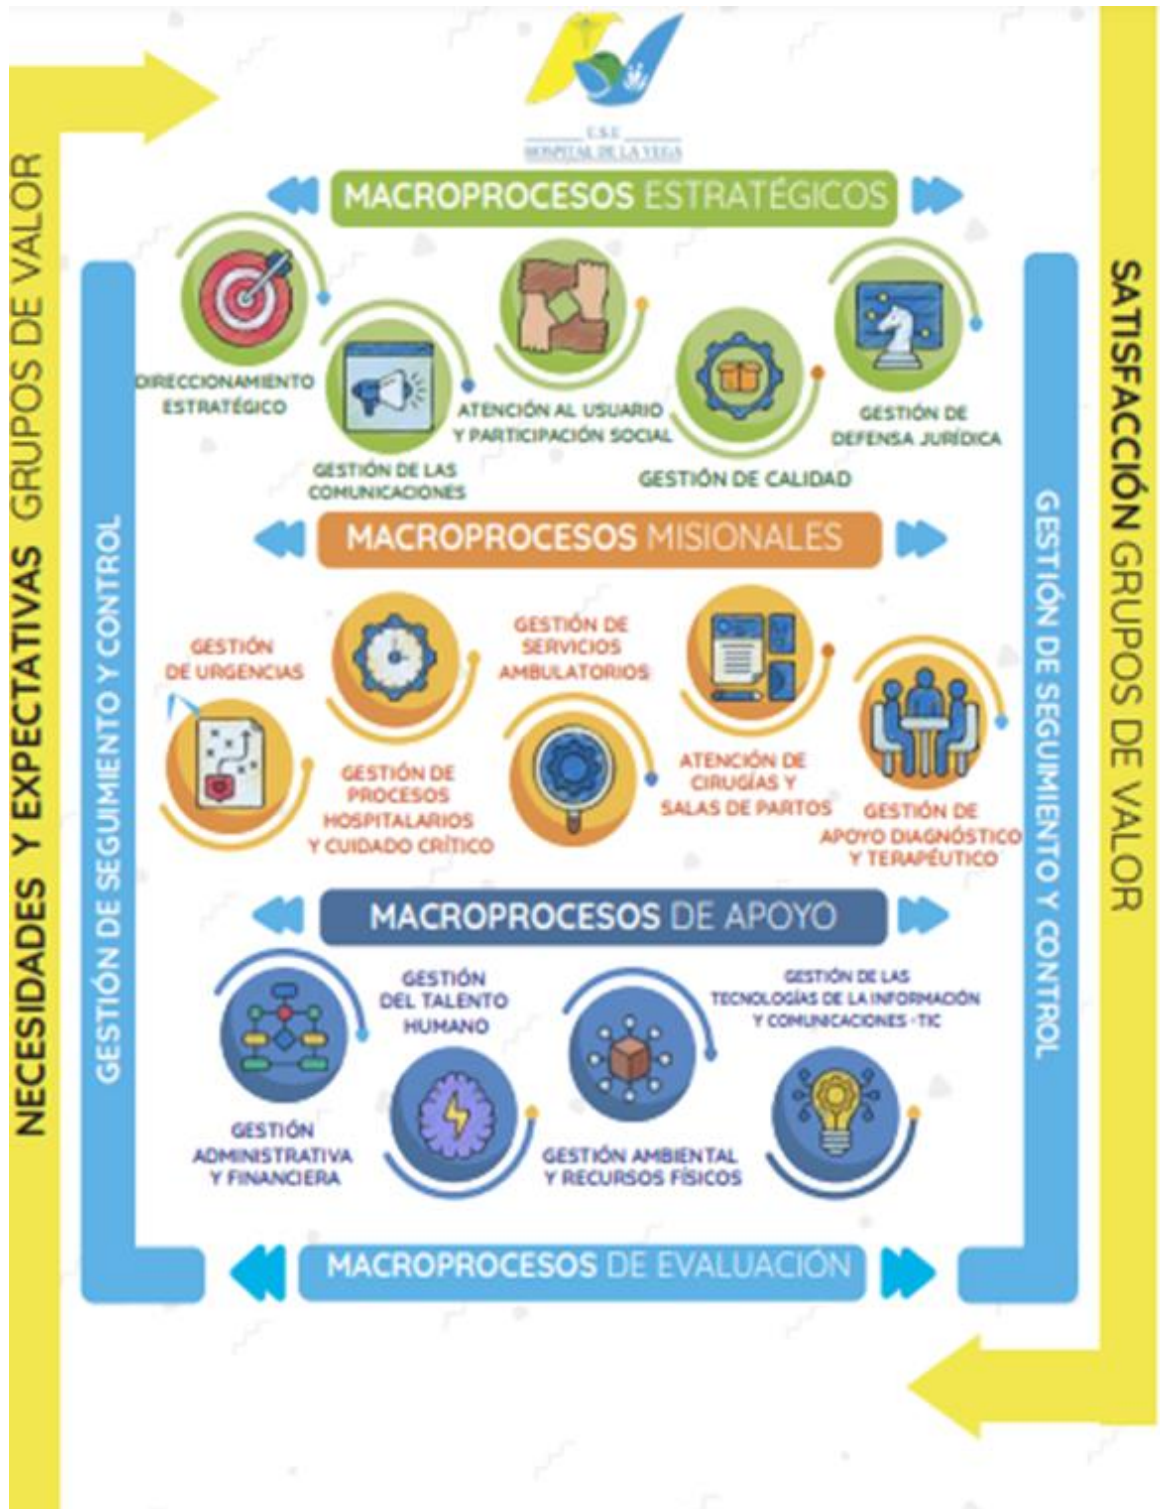 E.S.E
HOSPITAL DE LA VEGA
NECESIDADES Y EXPECTATIVAS GRUPOS DE VALOR
GESTIÓN DE SEGUIMIENTO Y CONTROL
MACROPROCESOS ESTRATÉGICOS
DIRECCIONAMIENTO
ESTRATÉGICO
GESTIÓN DE LAS
COMUNICACIONES
ATENCIÓN AL USUARIO
Y PARTICIPACIÓN SOCIAL
GESTIÓN DE CALIDAD
GESTIÓN DE
DEFENSA JURÍDICA
MACROPROCESOS MISIONALES
GESTIÓN
DE URGENCIAS
GESTIÓN DE
PROCESOS
HOSPITALARIOS
Y CUIDADO CRÍTICO
GESTIÓN DE
SERVICIOS
AMBULATORIOS
ATENCIÓN DE
CIRUGÍAS Y
SALAS DE PARTOS
GESTIÓN DE
APOYO DIAGNÓSTICO
Y TERAPÉUTICO
MACROPROCESOS DE APOYO
GESTIÓN
ADMINISTRATIVA
Y FINANCIERA
GESTIÓN
DEL TALENTO
HUMANO
GESTIÓN AMBIENTAL
Y RECURSOS FÍSICOS
GESTIÓN DE LAS
TECNOLOGÍAS DE LA INFORMACIÓN
Y COMUNICACIONES - TIC
MACROPROCESOS DE EVALUACIÓN
GESTIÓN DE SEGUIMIENTO Y CONTROL
SATISFACCIÓN GRUPOS DE VALOR